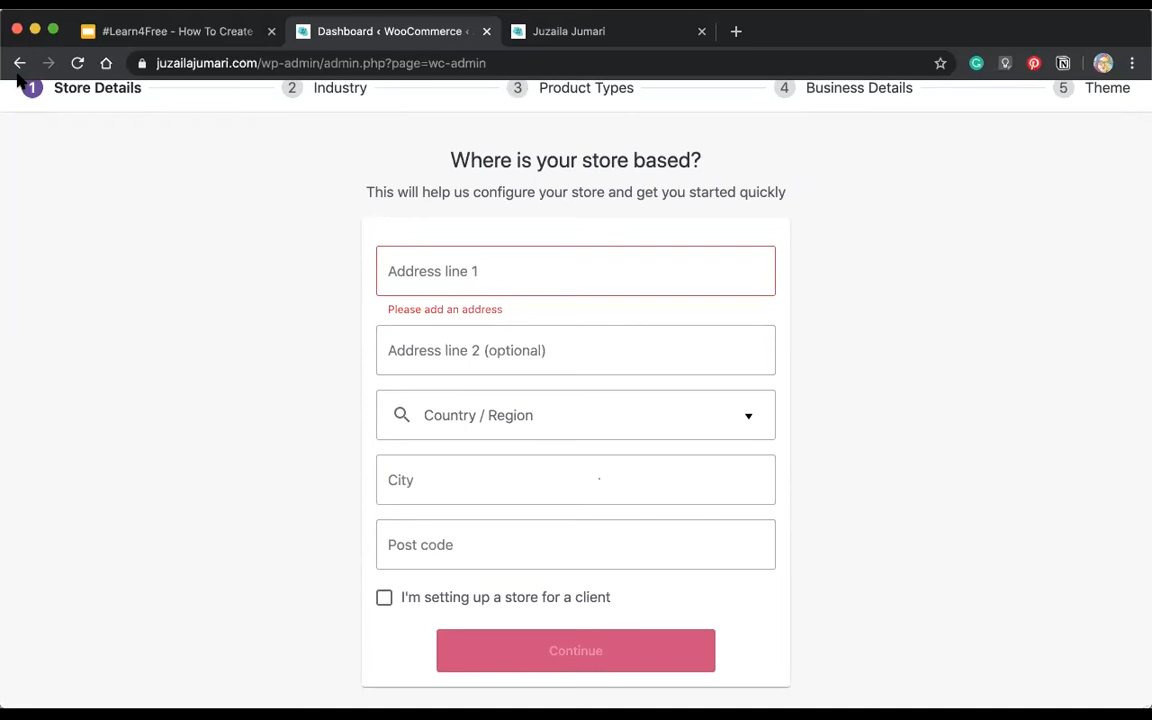 #Learn4Free - How To Create
Dashboard ‹ WooCommerce ‹
Juzaila Jumari
juzailajumari.com/wp-admin/admin.php?page=wc-admin
1 Store Details
2 Industry
3 Product Types
4 Business Details
5 Theme
Where is your store based?
This will help us configure your store and get you started quickly
Address line 1
Please add an address
Address line 2 (optional)
Country / Region
City
Post code
I'm setting up a store for a client
Continue